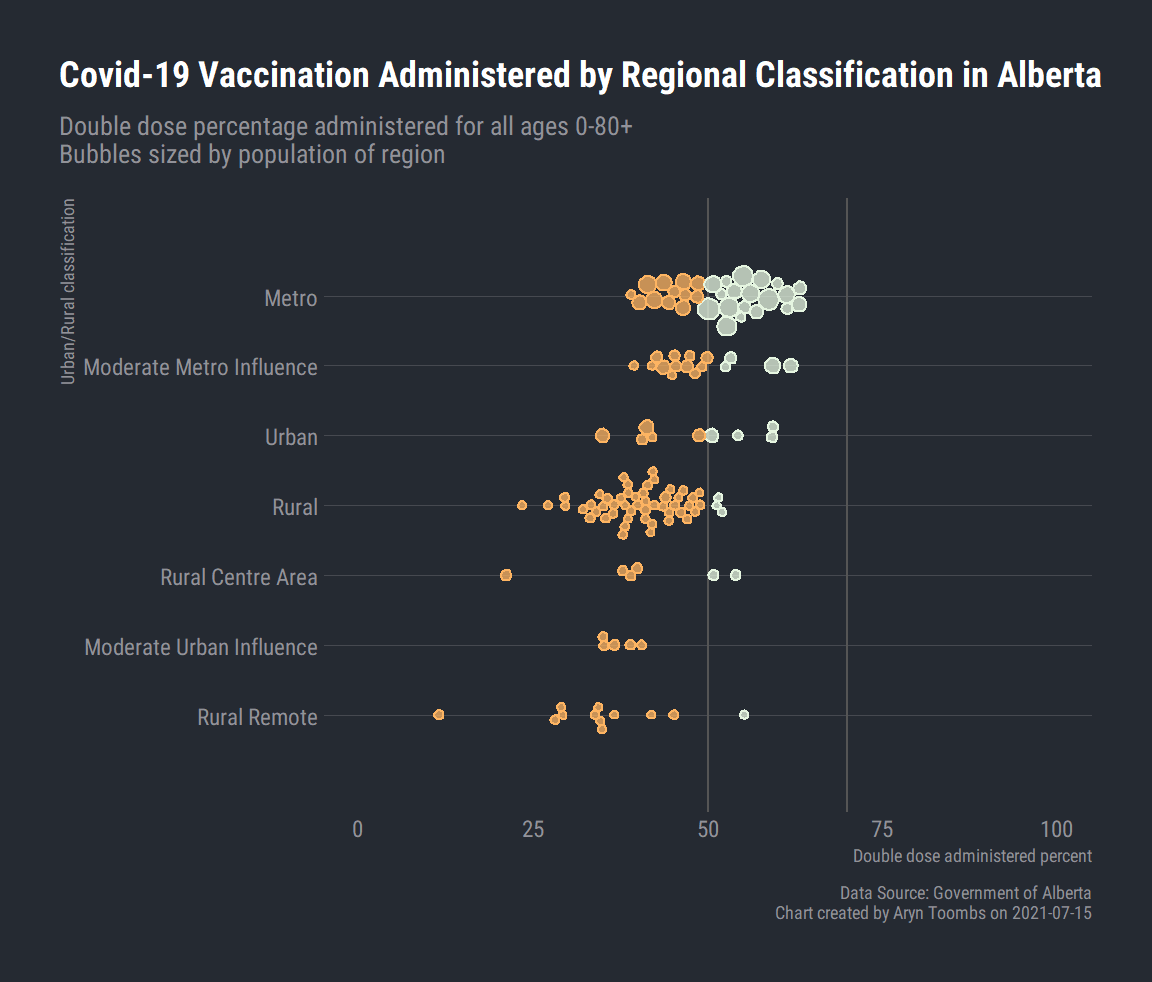 Covid-19 Vaccination Administered by Regional Classification in Alberta
Double dose percentage administered for all ages 0-80+
Bubbles sized by population of region
Urban/Rural classification
Metro
Moderate Metro Influence
Urban
Rural
Rural Centre Area
Moderate Urban Influence
Rural Remote
0 25 50 75 100
Double dose administered percent
Data Source: Government of Alberta
Chart created by Aryn Toombs on 2021-07-15